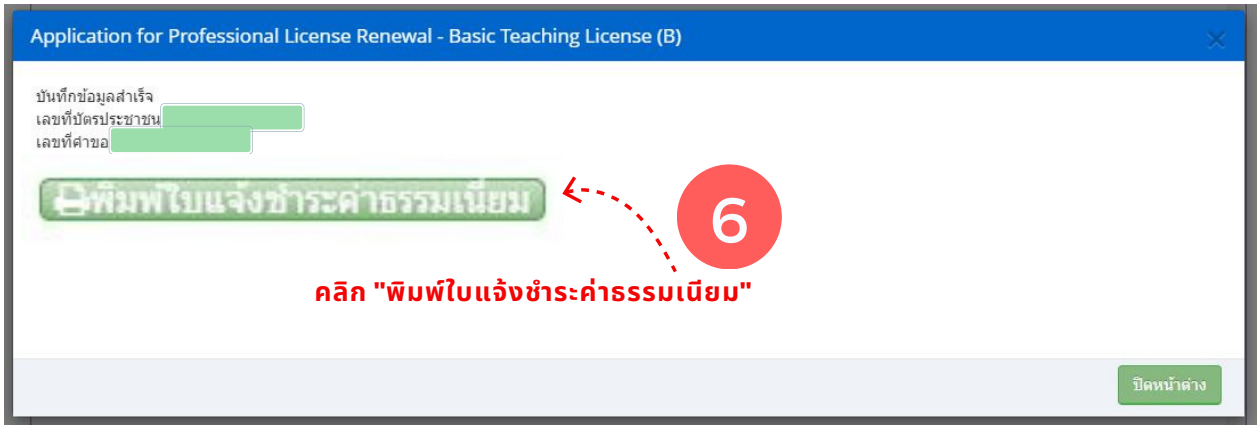 Application for Professional License Renewal - Basic Teaching License (B)
บันทึกข้อมูลสำเร็จ
เลขที่บัตรประชาชน
เลขที่คำขอ
พิมพ์ใบแจ้งชำระค่าธรรมเนียม
6
คลิก "พิมพ์ใบแจ้งชำระค่าธรรมเนียม"
ปิดหน้าต่าง